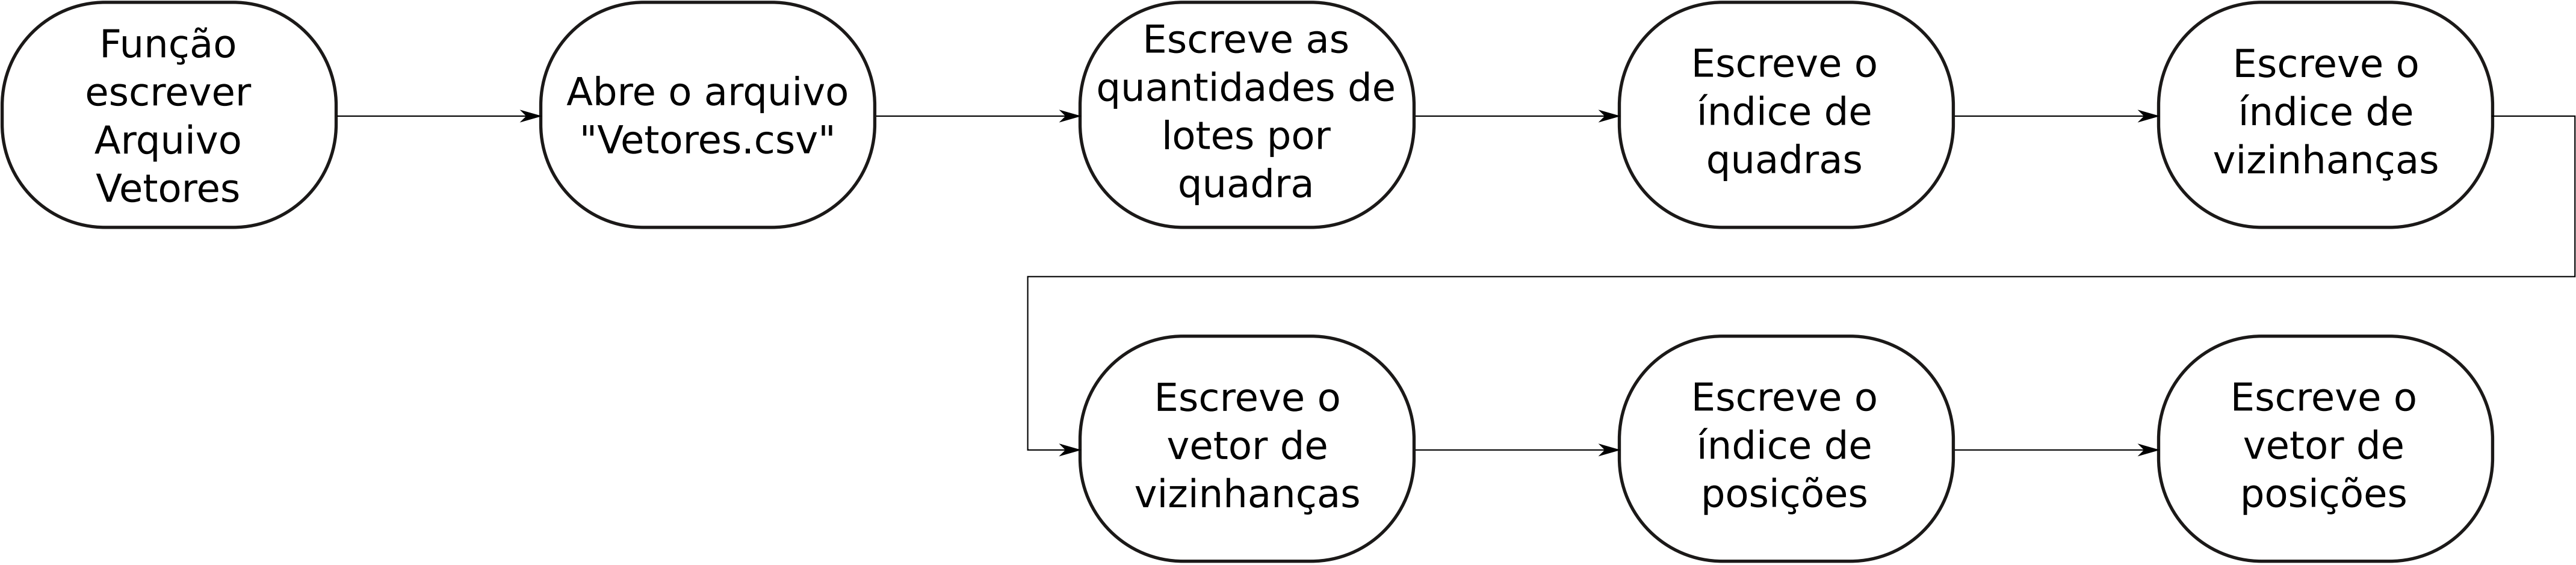 Função
escrever
Arquivo
Vetores
Abre o arquivo
"Vetores.csv"
Escreve as
quantidades de
lotes por
quadra
Escreve o
índice de
quadras
Escreve o
índice de
vizinhanças
Escreve o
vetor de
vizinhanças
Escreve o
índice de
posições
Escreve o
vetor de
posições